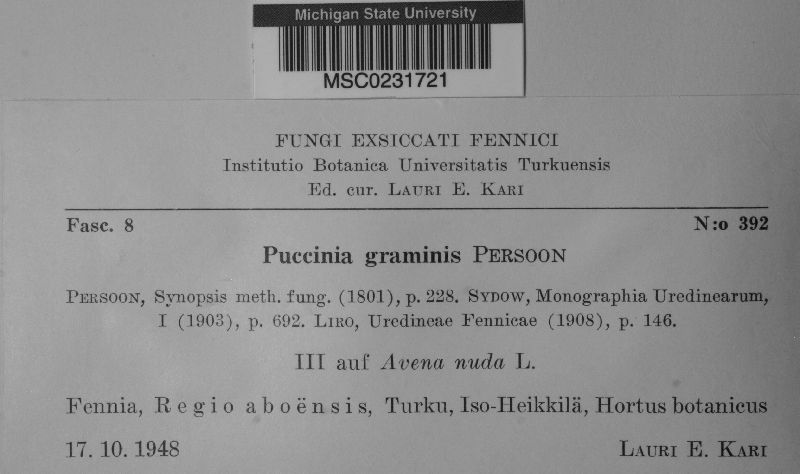 Michigan State University
MSC0231721
FUNGI EXSICCATI FENNICI
Institutio Botanica Universitatis Turkuensis
Ed. cur. LAURI E. KARI
Fasc. 8 N:o 392
Puccinia graminis PERSOON
PERSOON, Synopsis meth. fung. (1801), p. 228. SYDOW, Monographia Uredinearum,
I (1903), p. 692. LIRO, Uredineae Fennicae (1908), p. 146.
III auf Avena nuda L.
Fennia, Regio aboënsis, Turku, Iso-Heikkilä, Hortus botanicus
17. 10. 1948 LAURI E. KARI